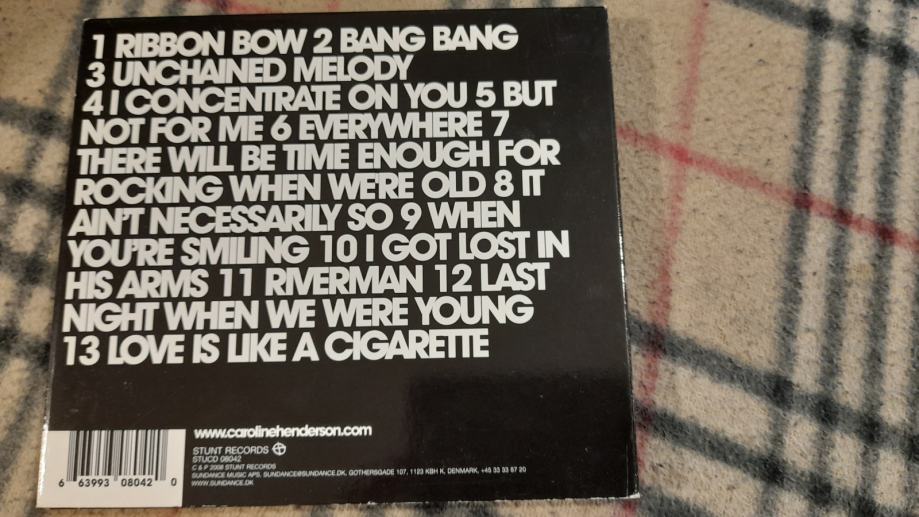 1 RIBBON BOW 2 BANG BANG
3 UNCHAINED MELODY
4 I CONCENTRATE ON YOU 5 BUT
NOT FOR ME 6 EVERYWHERE 7
THERE WILL BE TIME ENOUGH FOR
ROCKING WHEN WE'RE OLD 8 IT
AIN'T NECESSARILY SO 9 WHEN
YOU'RE SMILING 10 I GOT LOST IN
HIS ARMS 11 RIVERMAN 12 LAST
NIGHT WHEN WE WERE YOUNG
13 LOVE IS LIKE A CIGARETTE
www.carolinehenderson.com
STUNT RECORDS
STUCD 08042
C & P 2008 STUNT RECORDS
SUNDANCE MUSIC APS, SUNDANCE@SUNDANCE.DK, GOTHERSGADE 107, 1123 KBH K, DENMARK, +45 33 33 87 20
WWW.SUNDANCE.DK
6 63993 08042 0